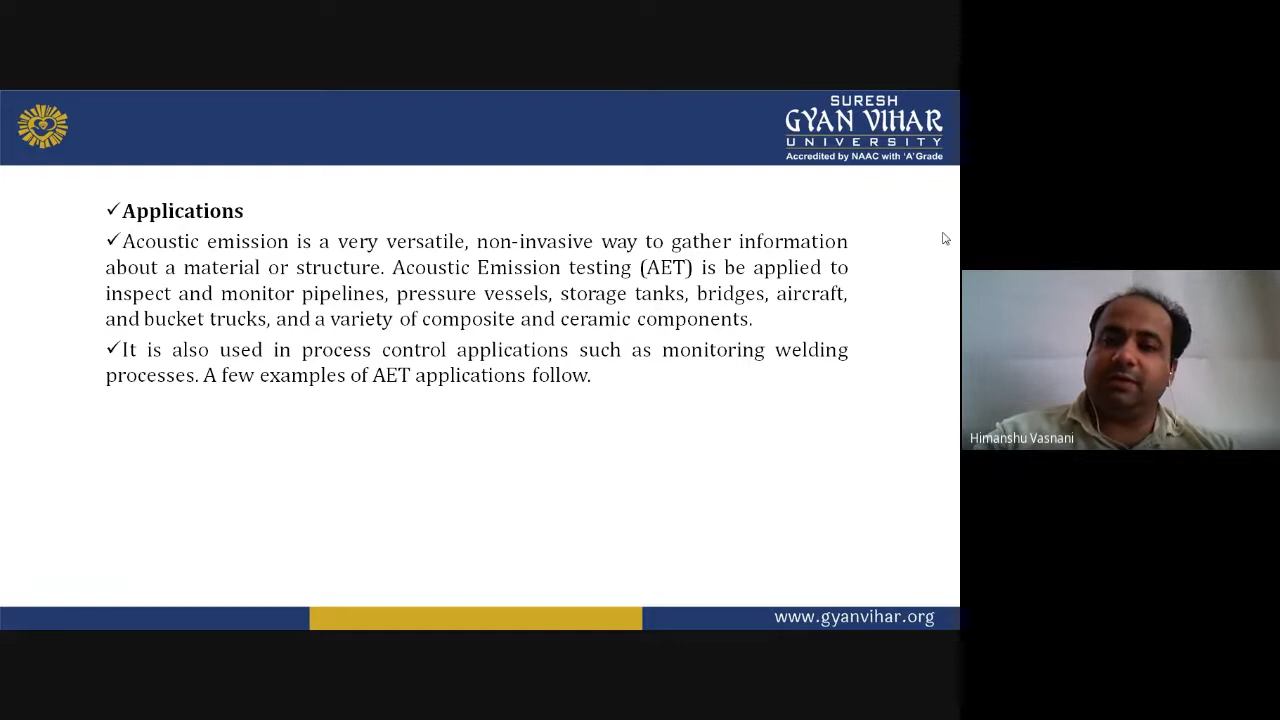 SURESH
GYAN VIHAR
UNIVERSITY
Accredited by NAAC with 'A' Grade
✓Applications
✓Acoustic emission is a very versatile, non-invasive way to gather information
about a material or structure. Acoustic Emission testing (AET) is be applied to
inspect and monitor pipelines, pressure vessels, storage tanks, bridges, aircraft,
and bucket trucks, and a variety of composite and ceramic components.
✓It is also used in process control applications such as monitoring welding
processes. A few examples of AET applications follow.
Himanshu Vasnani
www.gyanvihar.org